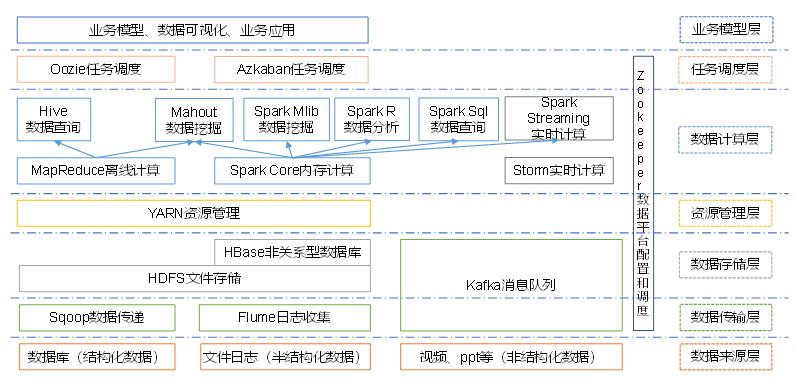 业务模型、数据可视化、业务应用
业务模型层
Oozie任务调度
Azkaban任务调度
任务调度层
Hive
数据查询
Mahout
数据挖掘
Spark Mlib
数据挖掘
Spark R
数据分析
Spark Sql
数据查询
Spark
Streaming
实时计算
数据计算层
MapReduce离线计算
Spark Core内存计算
Storm实时计算
Zookeeper数据平台配置和调度
YARN资源管理
资源管理层
HBase非关系型数据库
HDFS文件存储
Kafka消息队列
数据存储层
Sqoop数据传递
Flume日志收集
数据传输层
数据库（结构化数据）
文件日志（半结构化数据）
视频、ppt等（非结构化数据）
数据来源层